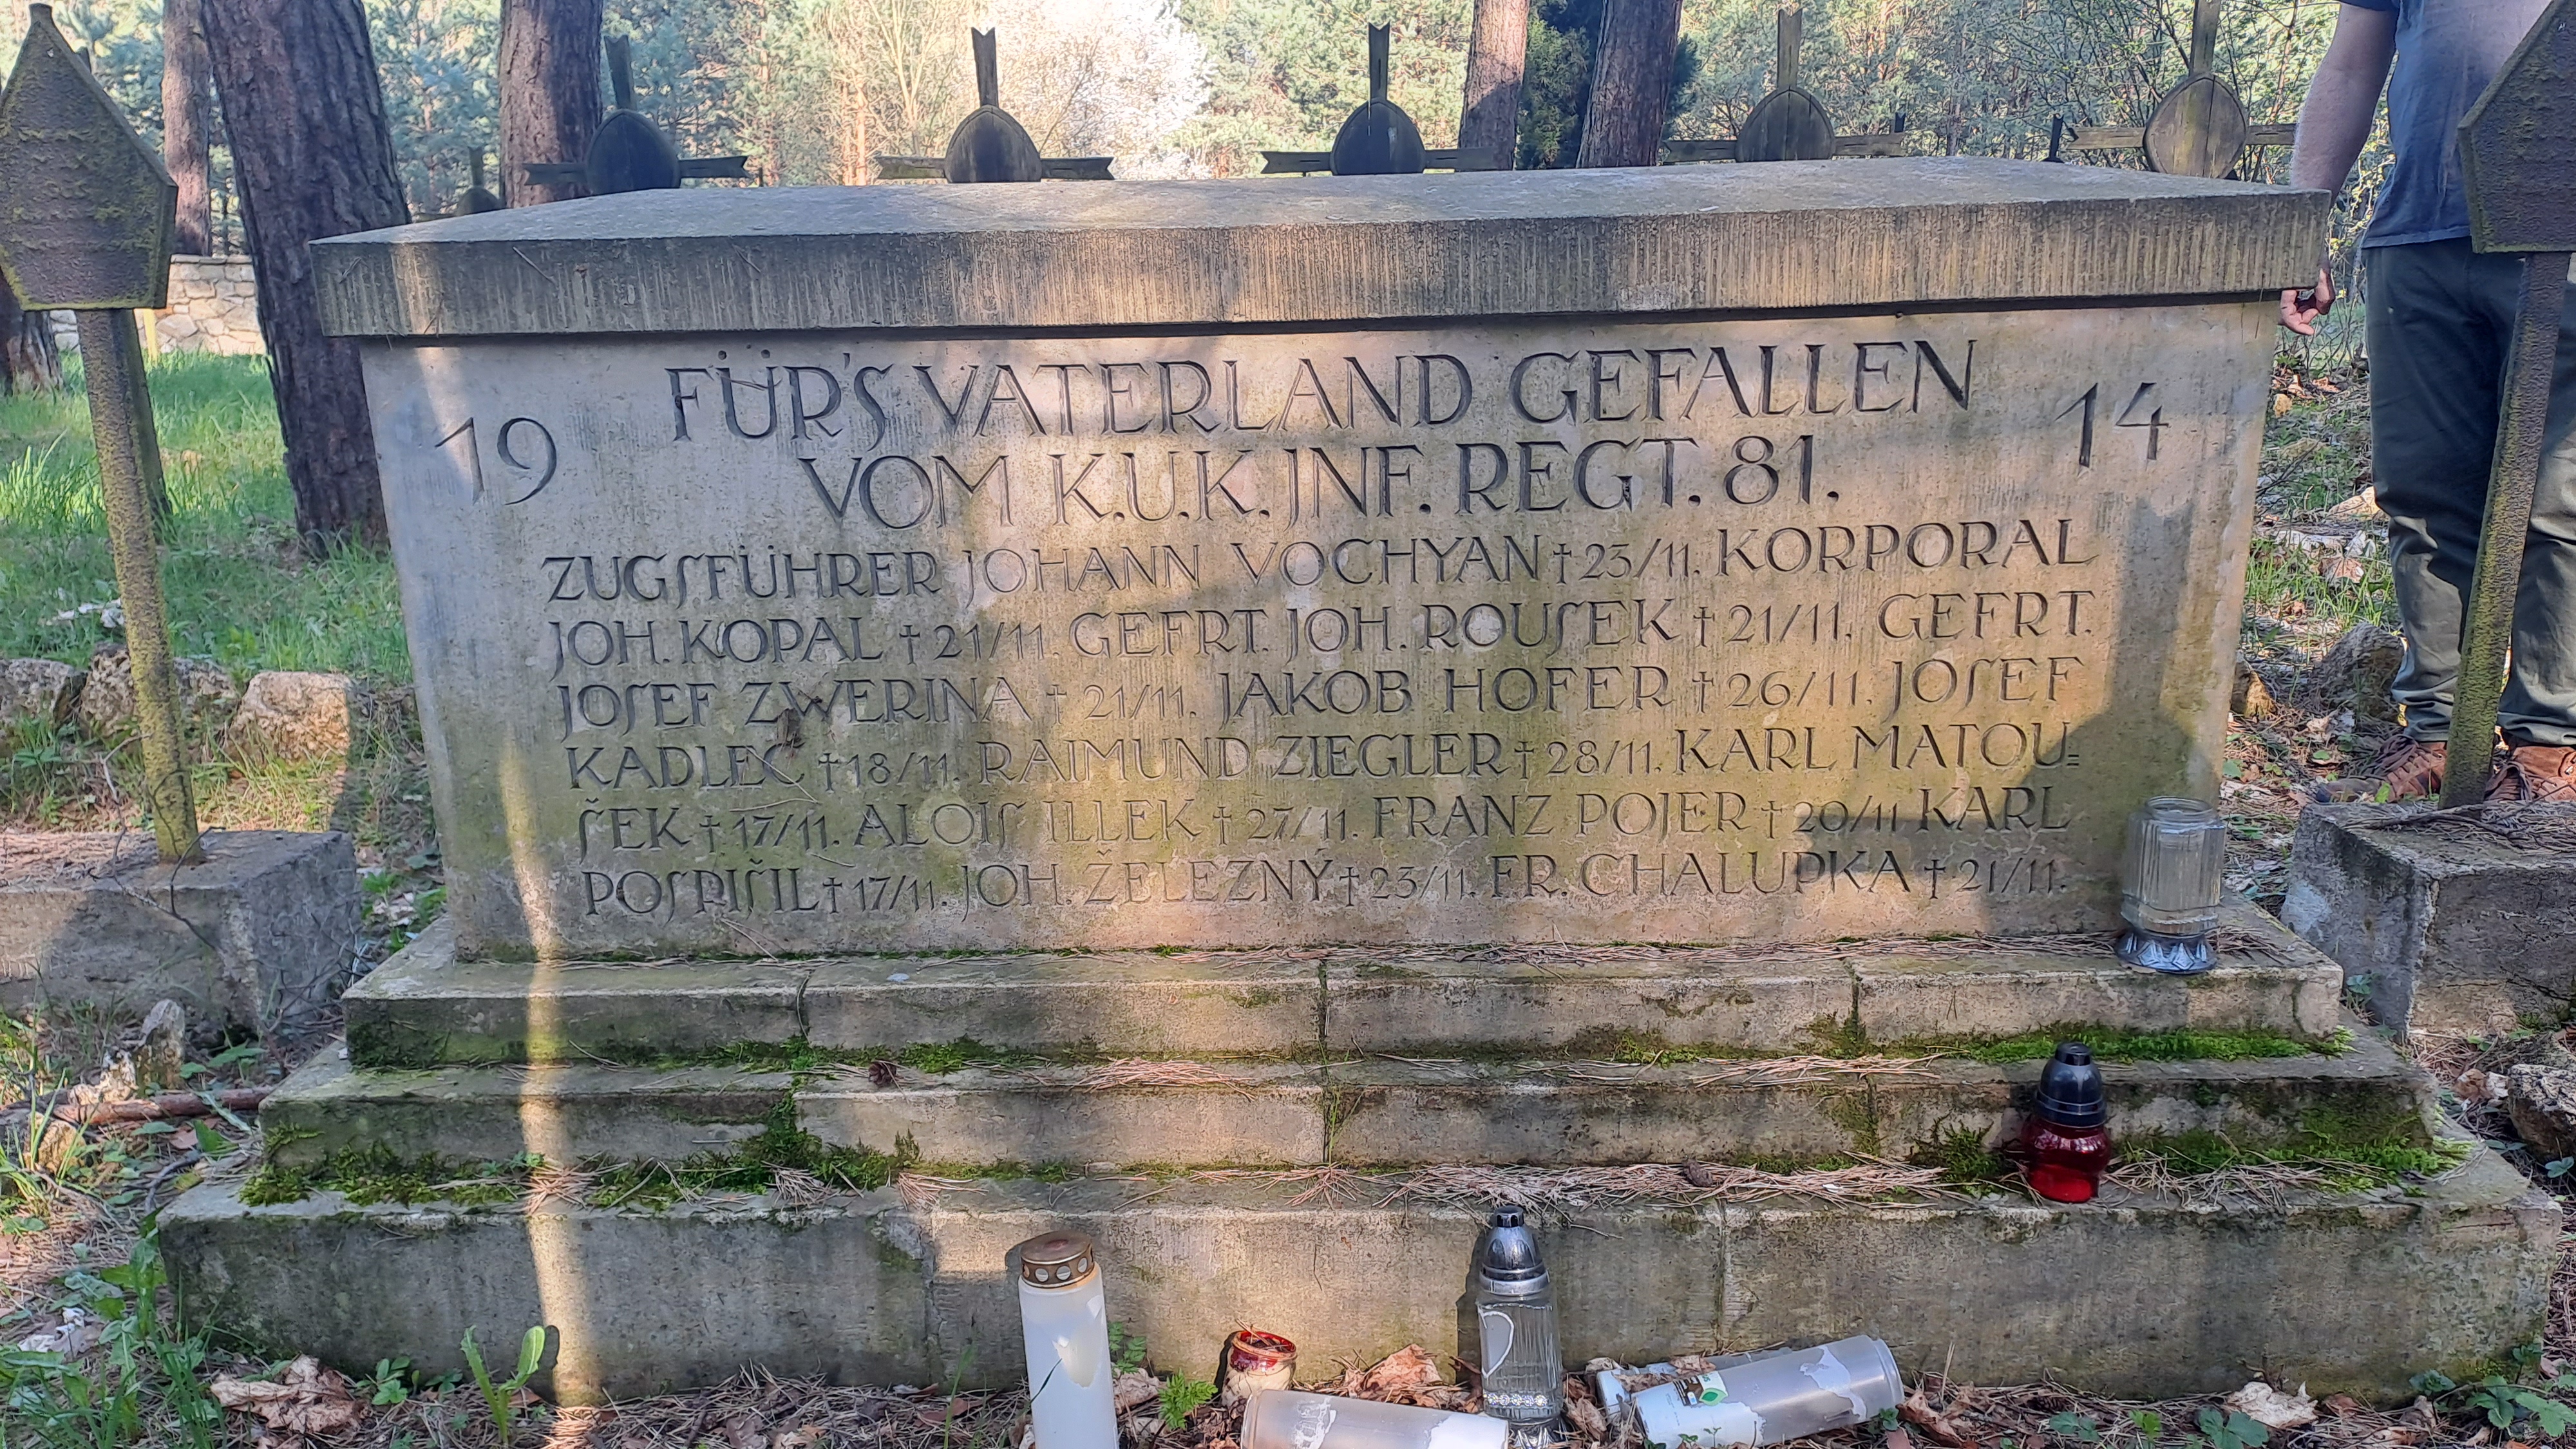 19 FÜR'S VATERLAND GEFALLEN 14
VOM K.U.K. JNF. REGT. 81.
ZUGSFÜHRER JOHANN VOCHYAN † 23/11. KORPORAL
JOH. KOPAL † 21/11. GEFRT. JOH. ROUSEK † 21/11. GEFRT.
JOSEF ZWERINA † 21/11. JAKOB HOFER † 26/11. JOSEF
KADLEC † 18/11. RAIMUND ZIEGLER † 28/11. KARL MATOU=
ŠEK † 17/11. ALOIS ILLEK † 27/11. FRANZ POJER † 20/11 KARL
POSPIŠIL † 17/11. JOH. ŽELEZNÝ † 23/11. FR. CHALUPKA † 21/11.